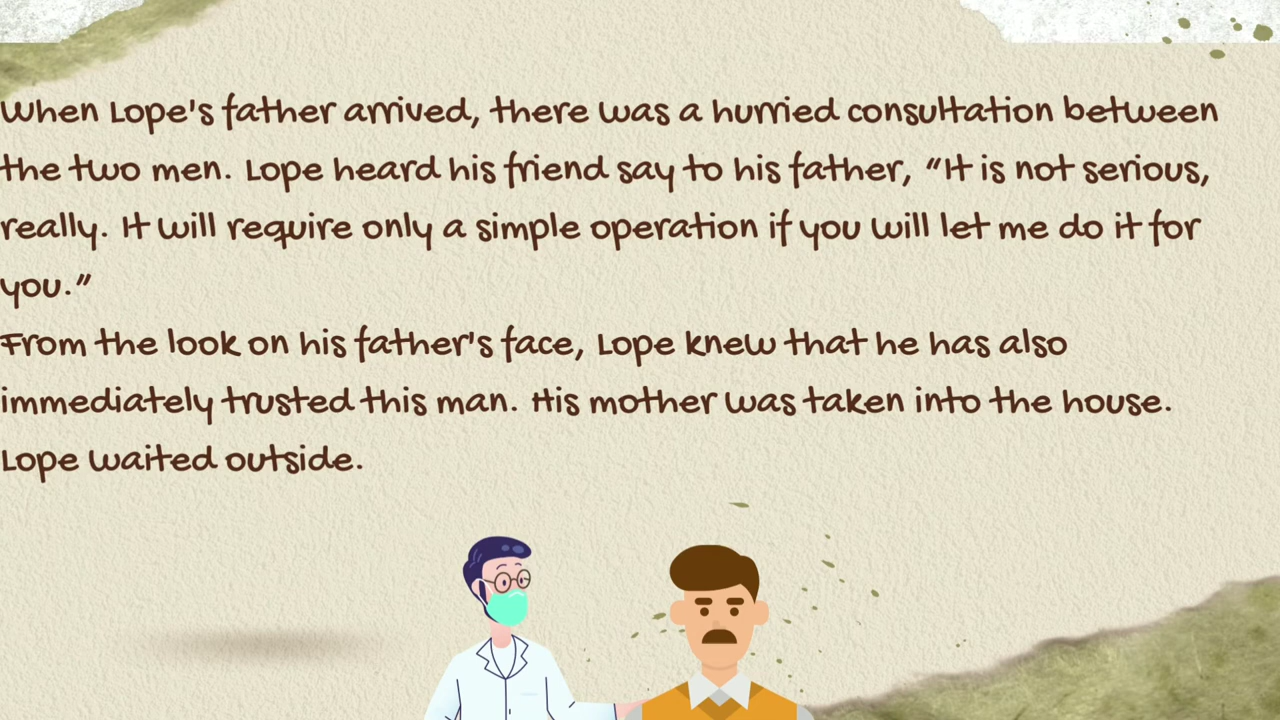 When Lope's father arrived, there was a hurried consultation between
the two men. Lope heard his friend say to his father, “It is not serious,
really. It will require only a simple operation if you will let me do it for
you.”
From the look on his father's face, Lope knew that he has also
immediately trusted this man. His mother was taken into the house.
Lope waited outside.